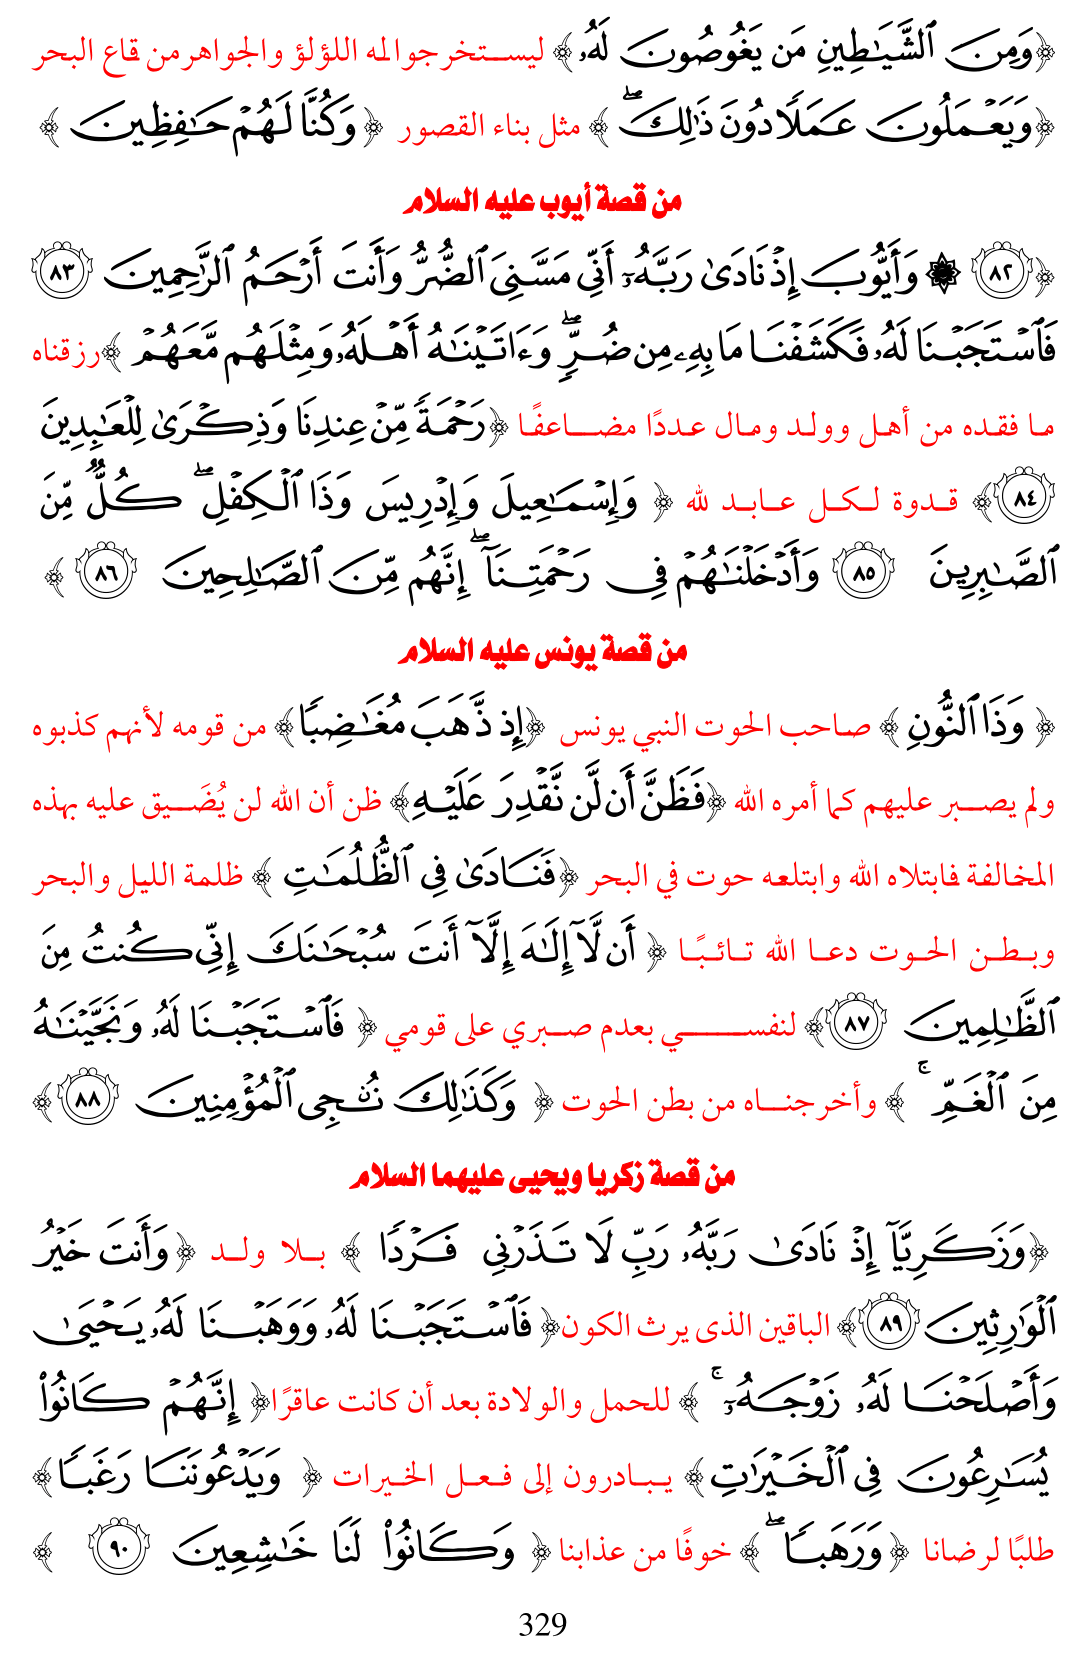 ﴿وَمِنَ ٱلشَّيَٰطِينِ مَن يَغُوصُونَ لَهُۥ﴾ ليستخرجوا له اللؤلؤ والجواهر من قاع البحر
﴿وَيَعۡمَلُونَ عَمَلٗا دُونَ ذَٰلِكَۖ﴾ مثل بناء القصور ﴿وَكُنَّا لَهُمۡ حَٰفِظِينَ﴾
من قصة أيوب عليه السلام
﴿٨٢ ۞ وَأَيُّوبَ إِذۡ نَادَىٰ رَبَّهُۥٓ أَنِّي مَسَّنِيَ ٱلضُّرُّ وَأَنتَ أَرۡحَمُ ٱلرَّٰحِمِينَ ٨٣
فَٱسۡتَجَبۡنَا لَهُۥ فَكَشَفۡنَا مَا بِهِۦ مِن ضُرّٖۖ وَءَاتَيۡنَٰهُ أَهۡلَهُۥ وَمِثۡلَهُم مَّعَهُمۡ﴾ رزقناه
ما فقده من أهل وولد ومال عددًا مضاعفًا ﴿رَحۡمَةٗ مِّنۡ عِندِنَا وَذِكۡرَىٰ لِلۡعَٰبِدِينَ
٨٤﴾ قدوة لكل عابد لله ﴿وَإِسۡمَٰعِيلَ وَإِدۡرِيسَ وَذَا ٱلۡكِفۡلِۖ كُلّٞ مِّنَ
ٱلصَّٰبِرِينَ ٨٥ وَأَدۡخَلۡنَٰهُمۡ فِي رَحۡمَتِنَآۖ إِنَّهُم مِّنَ ٱلصَّٰلِحِينَ ٨٦﴾
من قصة يونس عليه السلام
﴿وَذَا ٱلنُّونِ﴾ صاحب الحوت النبي يونس ﴿إِذ ذَّهَبَ مُغَٰضِبٗا﴾ من قومه لأنهم كذبوه
ولم يصبر عليهم كما أمره الله ﴿فَظَنَّ أَن لَّن نَّقۡدِرَ عَلَيۡهِ﴾ ظن أن الله لن يُضَيق عليه بهذه
المخالفة فابتلاه الله وابتلعه حوت في البحر ﴿فَنَادَىٰ فِي ٱلظُّلُمَٰتِ﴾ ظلمة الليل والبحر
وبطن الحوت دعا الله تائبًا ﴿أَن لَّآ إِلَٰهَ إِلَّآ أَنتَ سُبۡحَٰنَكَ إِنِّي كُنتُ مِنَ
ٱلظَّٰلِمِينَ ٨٧﴾ لنفسي بعدم صبري على قومي ﴿فَٱسۡتَجَبۡنَا لَهُۥ وَنَجَّيۡنَٰهُ
مِنَ ٱلۡغَمِّۚ﴾ وأخرجناه من بطن الحوت ﴿وَكَذَٰلِكَ نُـۨجِي ٱلۡمُؤۡمِنِينَ ٨٨﴾
من قصة زكريا ويحيى عليهما السلام
﴿وَزَكَرِيَّآ إِذۡ نَادَىٰ رَبَّهُۥ رَبِّ لَا تَذَرۡنِي فَرۡدٗا﴾ بلا ولد ﴿وَأَنتَ خَيۡرُ
ٱلۡوَٰرِثِينَ ٨٩﴾ الباقين الذى يرث الكون ﴿فَٱسۡتَجَبۡنَا لَهُۥ وَوَهَبۡنَا لَهُۥ يَحۡيَىٰ
وَأَصۡلَحۡنَا لَهُۥ زَوۡجَهُۥٓۚ﴾ للحمل والولادة بعد أن كانت عاقرًا ﴿إِنَّهُمۡ كَانُواْ
يُسَٰرِعُونَ فِي ٱلۡخَيۡرَٰتِ﴾ يبادرون إلى فعل الخيرات ﴿وَيَدۡعُونَنَا رَغَبٗا﴾
طلبًا لرضانا ﴿وَرَهَبٗاۖ﴾ خوفًا من عذابنا ﴿وَكَانُواْ لَنَا خَٰشِعِينَ ٩٠﴾
329